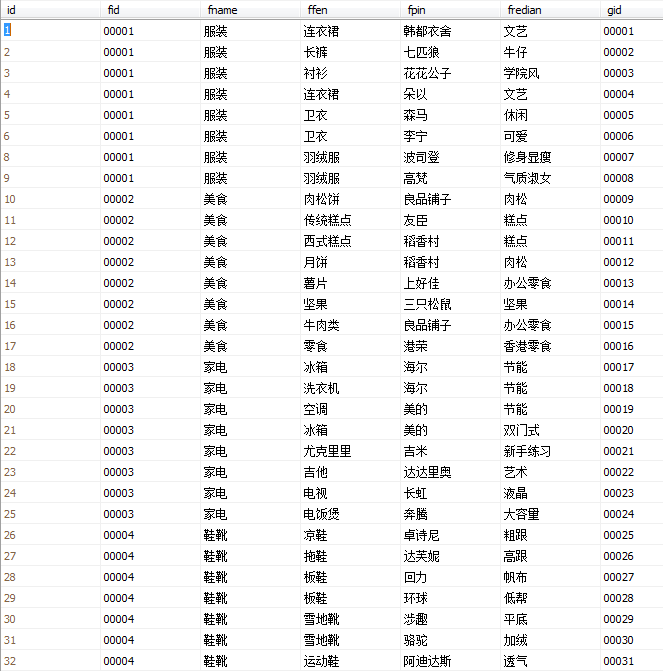 id fid fname ffen fpin fredian gid
1 00001 服装 连衣裙 韩都衣舍 文艺 00001
2 00001 服装 长裤 七匹狼 牛仔 00002
3 00001 服装 衬衫 花花公子 学院风 00003
4 00001 服装 连衣裙 朵以 文艺 00004
5 00001 服装 卫衣 森马 休闲 00005
6 00001 服装 卫衣 李宁 可爱 00006
8 00001 服装 羽绒服 波司登 修身显瘦 00007
9 00001 服装 羽绒服 高梵 气质淑女 00008
10 00002 美食 肉松饼 良品铺子 肉松 00009
11 00002 美食 传统糕点 友臣 糕点 00010
12 00002 美食 西式糕点 稻香村 糕点 00011
13 00002 美食 月饼 稻香村 肉松 00012
14 00002 美食 薯片 上好佳 办公零食 00013
15 00002 美食 坚果 三只松鼠 坚果 00014
16 00002 美食 牛肉类 良品铺子 办公零食 00015
17 00002 美食 零食 港荣 香港零食 00016
18 00003 家电 冰箱 海尔 节能 00017
19 00003 家电 洗衣机 海尔 节能 00018
20 00003 家电 空调 美的 节能 00019
21 00003 家电 冰箱 美的 双门式 00020
22 00003 家电 尤克里里 吉米 新手练习 00021
23 00003 家电 吉他 达达里奥 艺术 00022
24 00003 家电 电视 长虹 液晶 00023
25 00003 家电 电饭煲 奔腾 大容量 00024
26 00004 鞋靴 凉鞋 卓诗尼 粗跟 00025
27 00004 鞋靴 拖鞋 达芙妮 高跟 00026
28 00004 鞋靴 板鞋 回力 帆布 00027
29 00004 鞋靴 板鞋 环球 低帮 00028
30 00004 鞋靴 雪地靴 涉趣 平底 00029
31 00004 鞋靴 雪地靴 骆驼 加绒 00030
32 00004 鞋靴 运动鞋 阿迪达斯 透气 00031